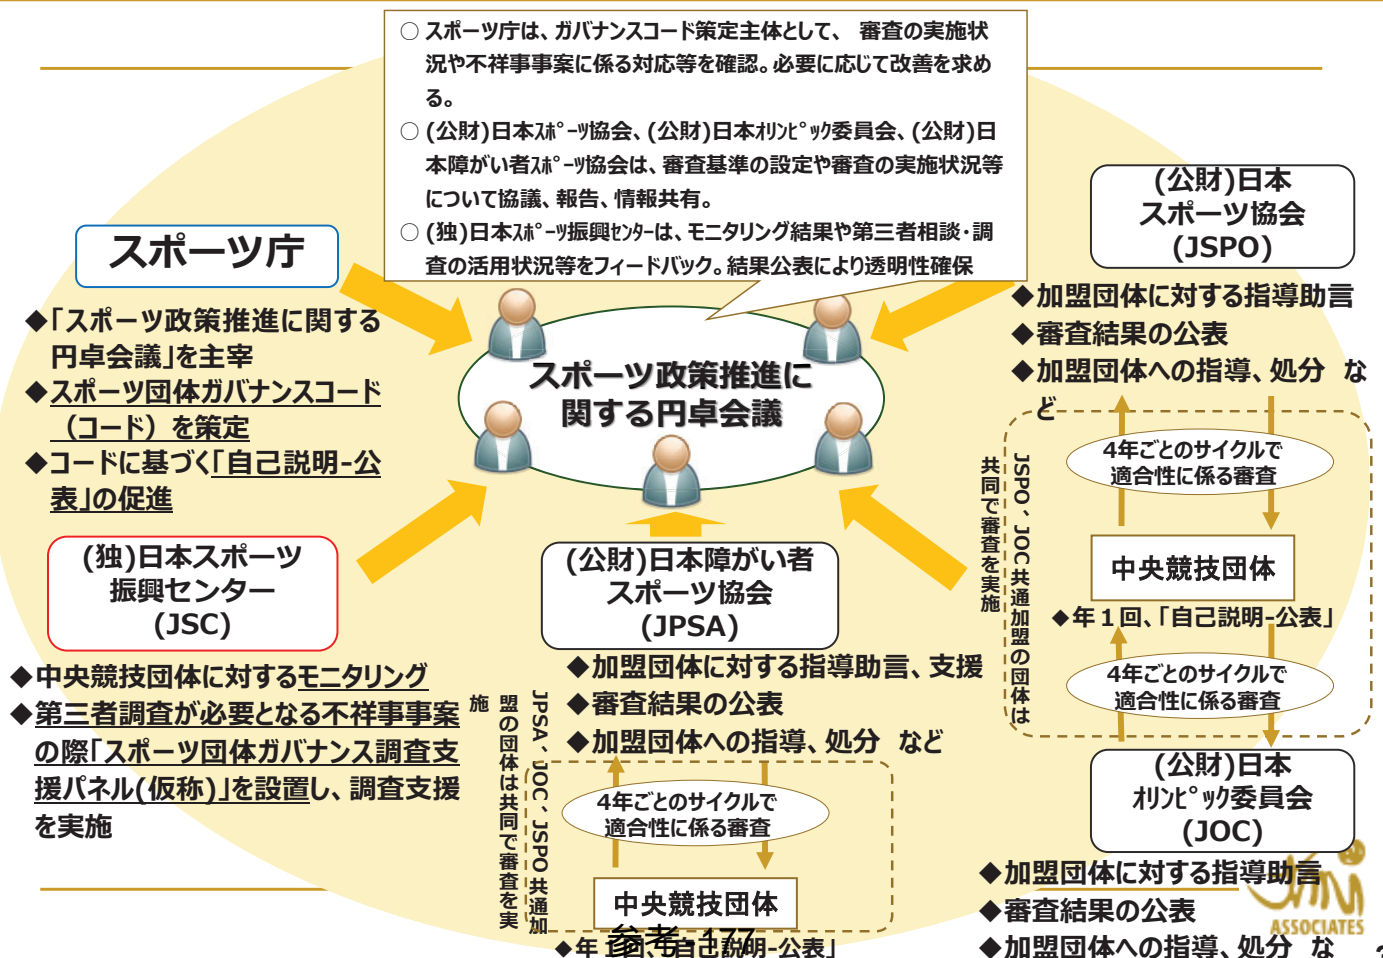 ○ スポーツ庁は、ガバナンスコード策定主体として、 審査の実施状
況や不祥事事案に係る対応等を確認。必要に応じて改善を求め
る。
○ (公財)日本ｽﾎﾟｰﾂ協会、(公財)日本ｵﾘﾝﾋﾟｯｸ委員会、(公財)日
本障がい者ｽﾎﾟｰﾂ協会は、審査基準の設定や審査の実施状況等
について協議、報告、情報共有。
○ (独)日本ｽﾎﾟｰﾂ振興ｾﾝﾀｰは、モニタリング結果や第三者相談・調
査の活用状況等をフィードバック。結果公表により透明性確保
スポーツ庁
◆「スポーツ政策推進に関する
円卓会議」を主宰
◆スポーツ団体ガバナンスコード
（コード）を策定
◆コードに基づく「自己説明-公
表」の促進
スポーツ政策推進に
関する円卓会議
(公財)日本
スポーツ協会
(JSPO)
◆加盟団体に対する指導助言
◆審査結果の公表
◆加盟団体への指導、処分 な
ど
JSPO、JOC共通加盟の団体は
共同で審査を実施
4年ごとのサイクルで
適合性に係る審査
中央競技団体
◆年１回、「自己説明-公表」
4年ごとのサイクルで
適合性に係る審査
(公財)日本
ｵﾘﾝﾋﾟｯｸ委員会
(JOC)
◆加盟団体に対する指導助言
◆審査結果の公表
◆加盟団体への指導、処分 な
(独)日本スポーツ
振興センター
(JSC)
◆中央競技団体に対するモニタリング
◆第三者調査が必要となる不祥事事案
の際「スポーツ団体ガバナンス調査支
援パネル(仮称)」を設置し、調査支援
を実施
(公財)日本障がい者
スポーツ協会
(JPSA)
◆加盟団体に対する指導助言、支援
◆審査結果の公表
◆加盟団体への指導、処分 など
JPSA、JOC、JSPO共通加
盟の団体は共同で審査を実
施
4年ごとのサイクルで
適合性に係る審査
中央競技団体
◆年１回、「自己説明-公表」
参考-177
ASSOCIATES